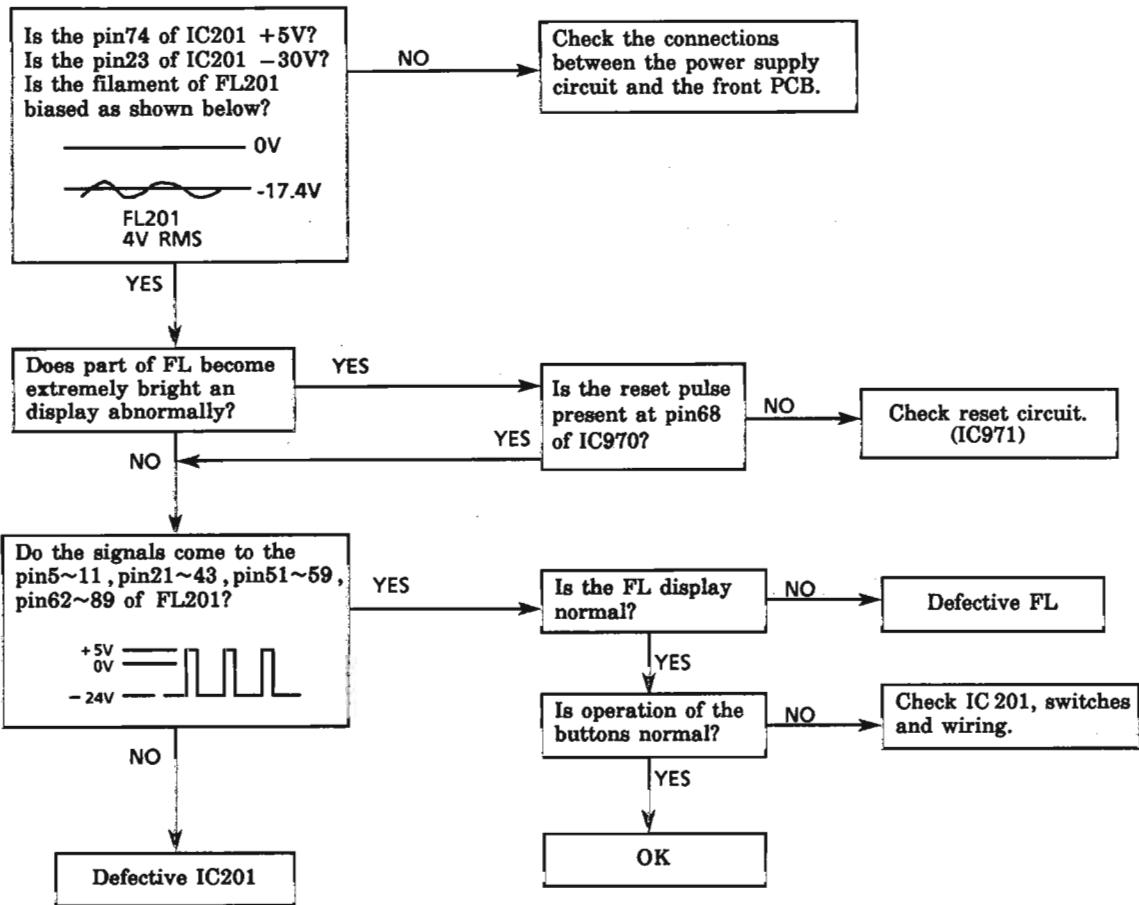 Is the pin74 of IC201 +5V?
Is the pin23 of IC201 −30V?
Is the filament of FL201
biased as shown below?
0V
-17.4V
FL201
4V RMS
NO
Check the connections
between the power supply
circuit and the front PCB.
YES
Does part of FL become
extremely bright an
display abnormally?
YES
Is the reset pulse
present at pin68
of IC970?
NO
Check reset circuit.
(IC971)
YES
NO
Do the signals come to the
pin5~11, pin21~43, pin51~59,
pin62~89 of FL201?
+5V
0V
−24V
YES
Is the FL display
normal?
NO
Defective FL
YES
Is operation of the
buttons normal?
NO
Check IC 201, switches
and wiring.
YES
OK
NO
Defective IC201